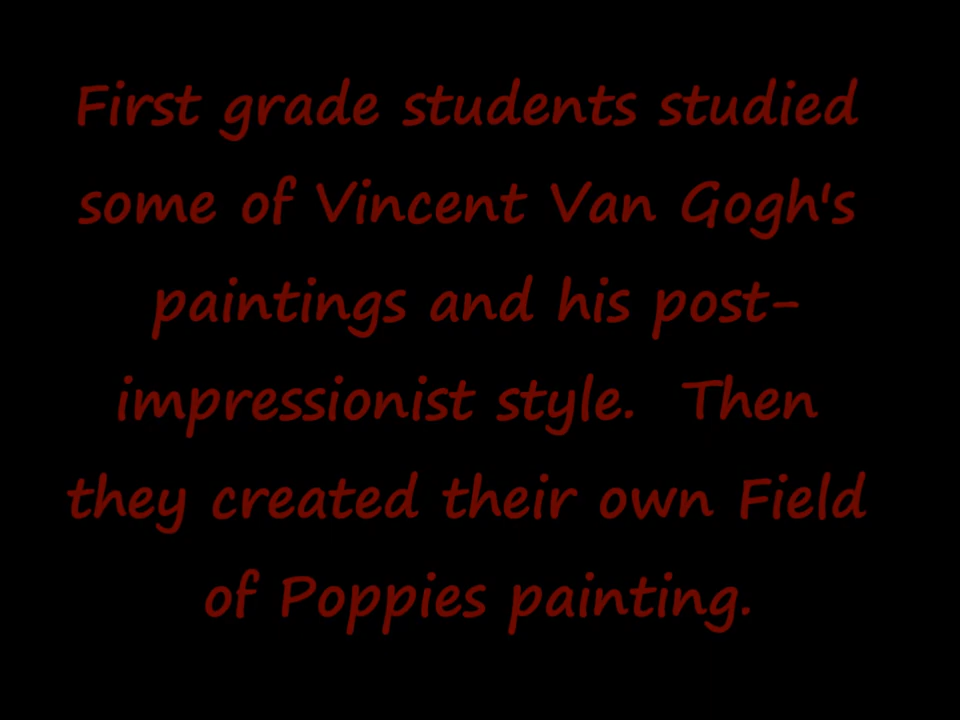 First grade students studied
some of Vincent Van Gogh's
paintings and his post-
impressionist style.  Then
they created their own Field
of Poppies painting.